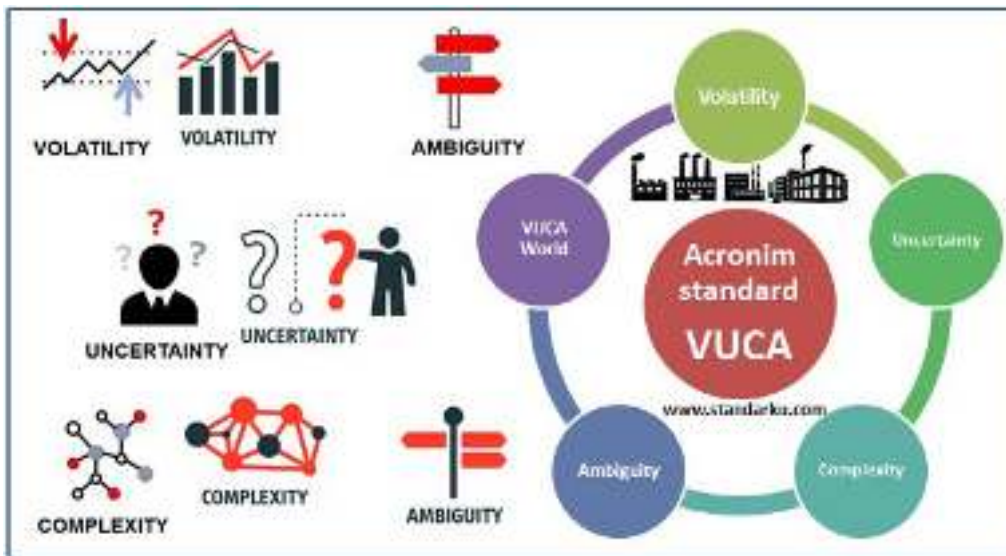 VOLATILITY
VOLATILITY
AMBIGUITY
?
?
?
?
?
UNCERTAINTY
UNCERTAINTY
COMPLEXITY
COMPLEXITY
AMBIGUITY
Volatility
VUCA
World
Uncertainty
Acronim
standard
VUCA
www.standarku.com
Ambiguity
Complexity